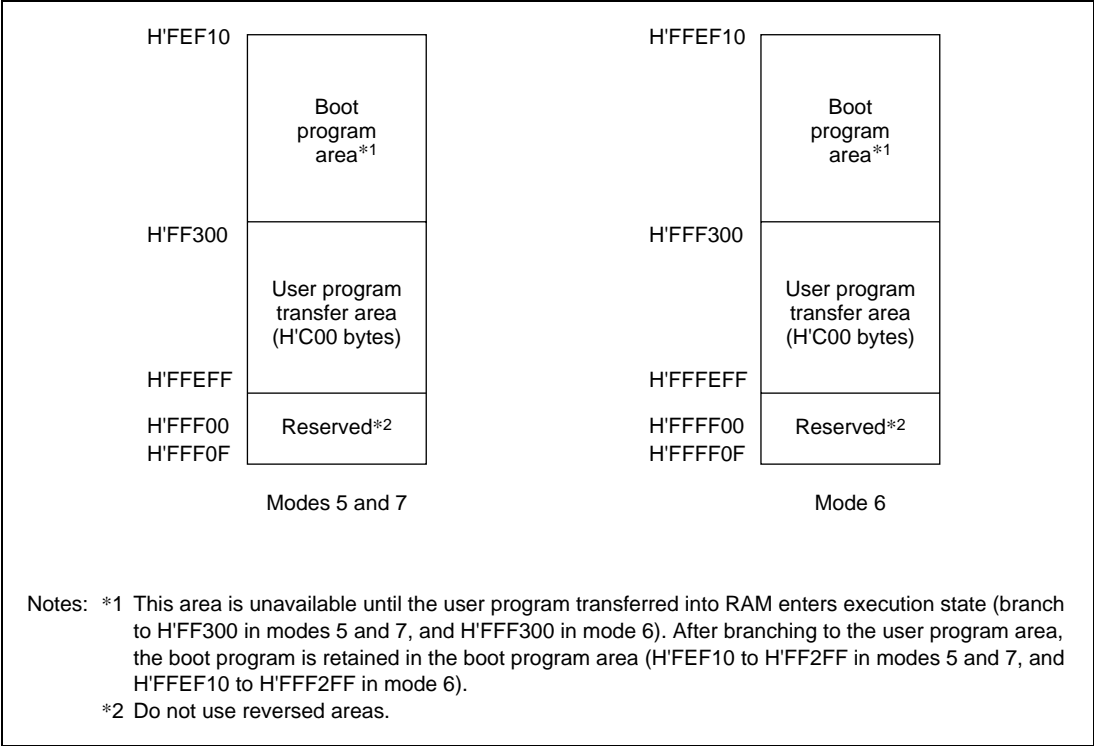 H'FEF10
Boot
program
area*1
H'FF300
User program
transfer area
(H'C00 bytes)
H'FFEFF
H'FFF00
Reserved*2
H'FFF0F
Modes 5 and 7
H'FFEF10
Boot
program
area*1
H'FFF300
User program
transfer area
(H'C00 bytes)
H'FFFEFF
H'FFFF00
Reserved*2
H'FFFF0F
Mode 6
Notes: *1 This area is unavailable until the user program transferred into RAM enters execution state (branch
to H'FF300 in modes 5 and 7, and H'FFF300 in mode 6). After branching to the user program area,
the boot program is retained in the boot program area (H'FEF10 to H'FF2FF in modes 5 and 7, and
H'FFEF10 to H'FFF2FF in mode 6).
*2 Do not use reversed areas.